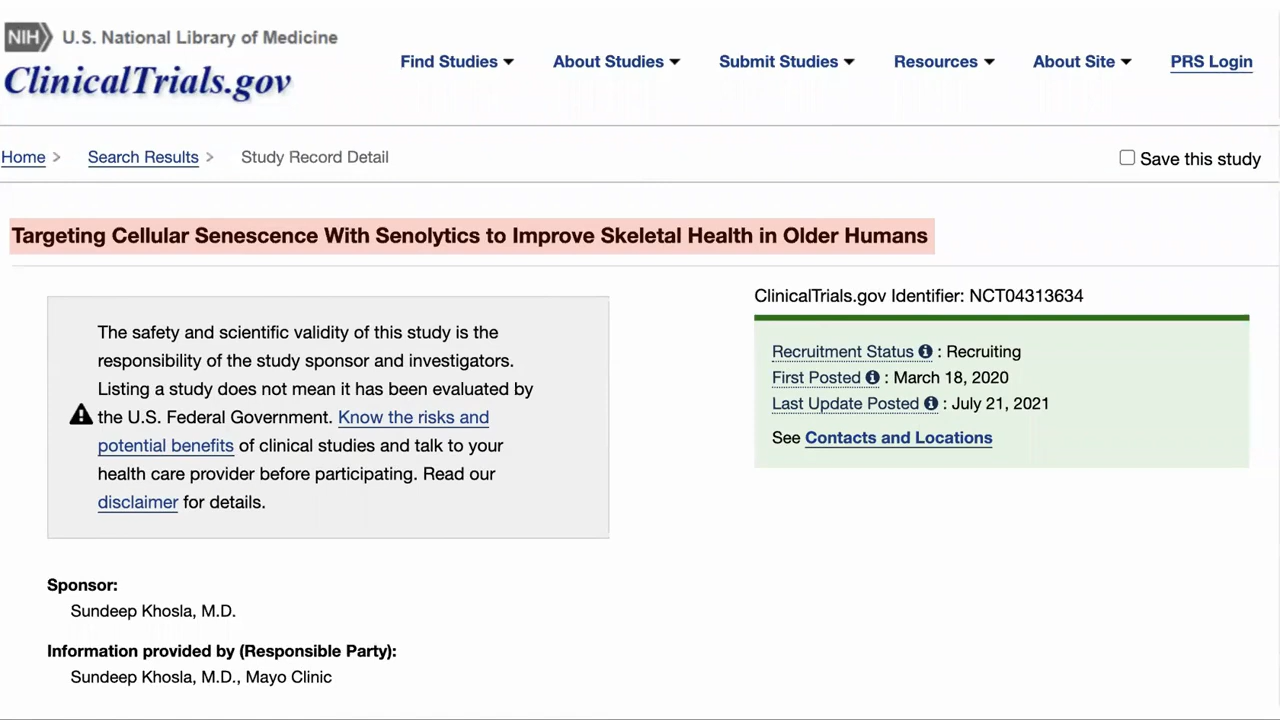 NIH U.S. National Library of Medicine
ClinicalTrials.gov
Find Studies About Studies Submit Studies Resources About Site PRS Login
Home > Search Results > Study Record Detail
Save this study
Targeting Cellular Senescence With Senolytics to Improve Skeletal Health in Older Humans
The safety and scientific validity of this study is the
responsibility of the study sponsor and investigators.
Listing a study does not mean it has been evaluated by
the U.S. Federal Government. Know the risks and
potential benefits of clinical studies and talk to your
health care provider before participating. Read our
disclaimer for details.
ClinicalTrials.gov Identifier: NCT04313634
Recruitment Status : Recruiting
First Posted : March 18, 2020
Last Update Posted : July 21, 2021
See Contacts and Locations
Sponsor:
Sundeep Khosla, M.D.
Information provided by (Responsible Party):
Sundeep Khosla, M.D., Mayo Clinic